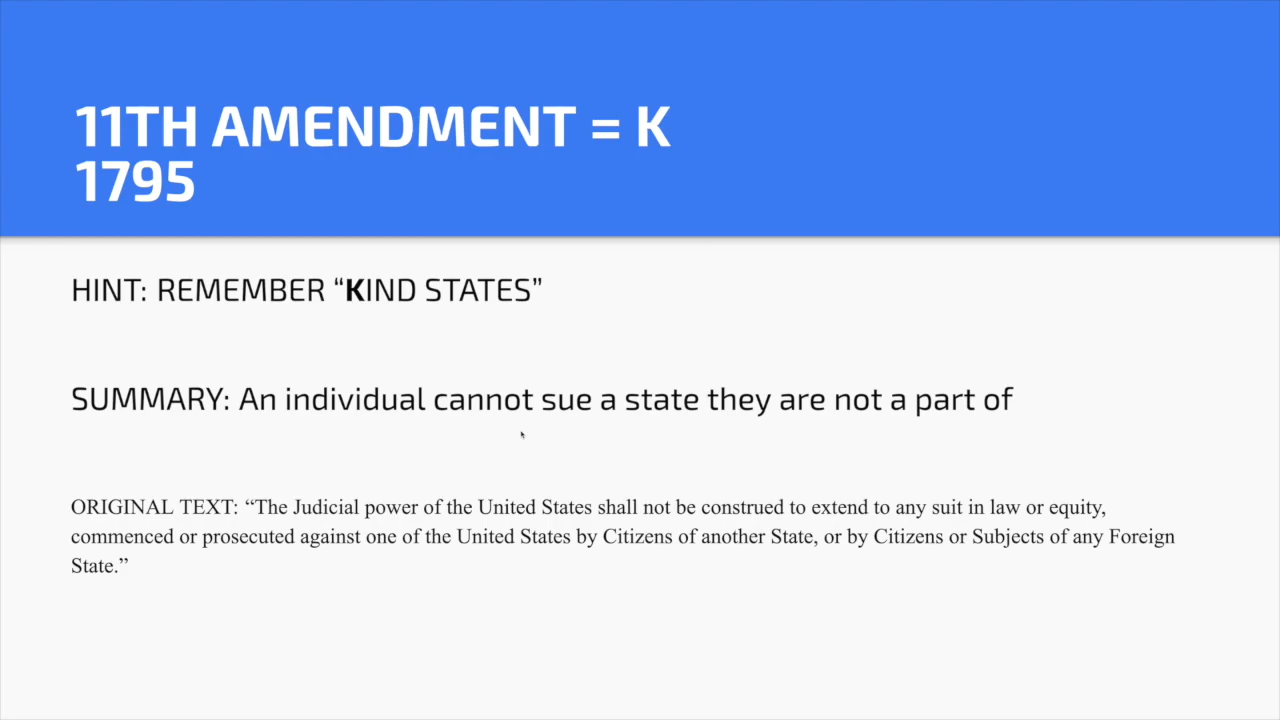 11TH AMENDMENT = K
1795
HINT: REMEMBER “KIND STATES”
SUMMARY: An individual cannot sue a state they are not a part of
ORIGINAL TEXT: “The Judicial power of the United States shall not be construed to extend to any suit in law or equity,
commenced or prosecuted against one of the United States by Citizens of another State, or by Citizens or Subjects of any Foreign
State.”